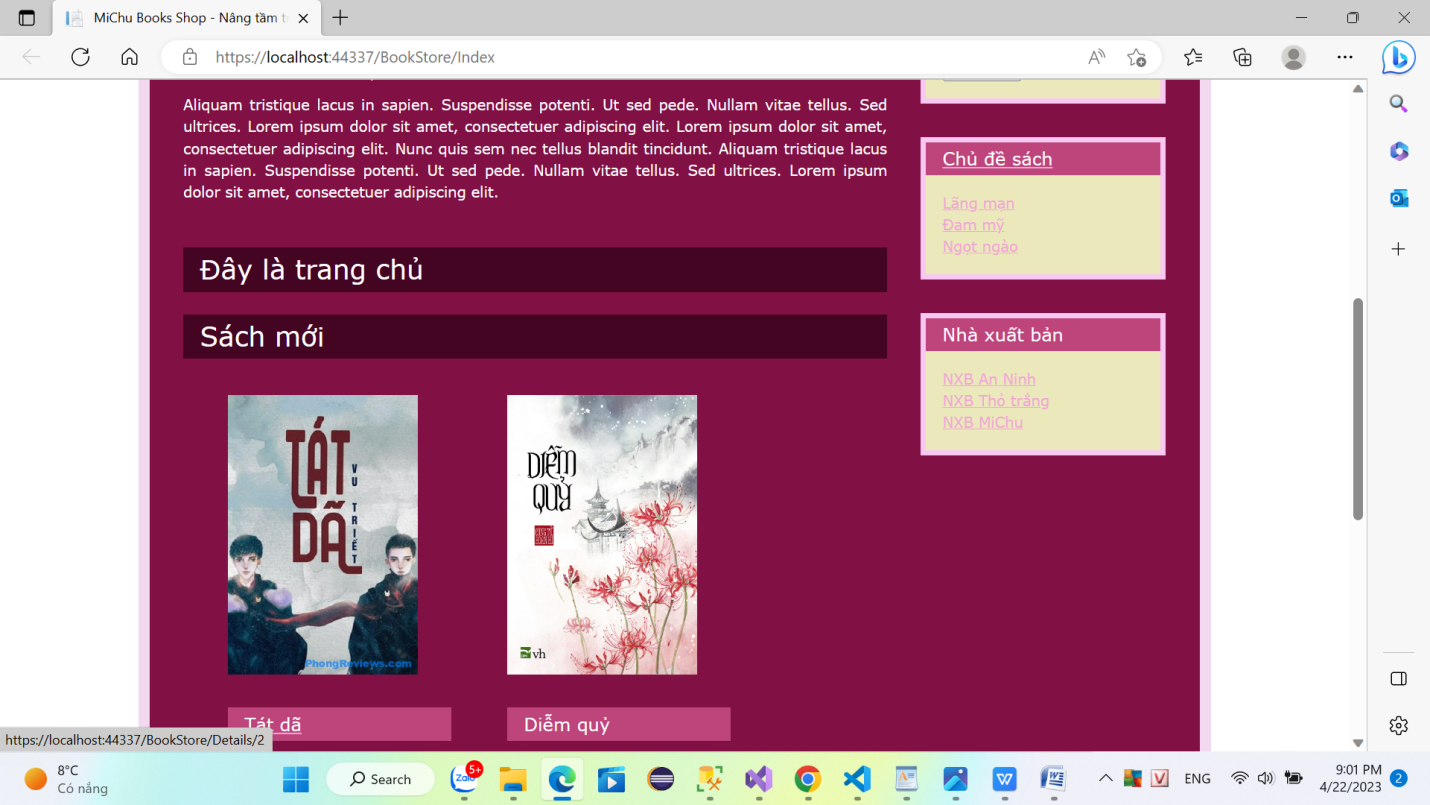 MiChu Books Shop - Nâng tầm t
https://localhost:44337/BookStore/Index
Aliquam tristique lacus in sapien. Suspendisse potenti. Ut sed pede. Nullam vitae tellus. Sed
ultrices. Lorem ipsum dolor sit amet, consectetuer adipiscing elit. Lorem ipsum dolor sit amet,
consectetuer adipiscing elit. Nunc quis sem nec tellus blandit tincidunt. Aliquam tristique lacus
in sapien. Suspendisse potenti. Ut sed pede. Nullam vitae tellus. Sed ultrices. Lorem ipsum
dolor sit amet, consectetuer adipiscing elit.
Đây là trang chủ
Sách mới
TÁT
DÃ
VU TRIẾT
PhongReviews.com
DIỄM
QUỶ
vh
Tát dã
Diễm quỷ
Chủ đề sách
Lãng mạn
Đam mỹ
Ngọt ngào
Nhà xuất bản
NXB An Ninh
NXB Thỏ trắng
NXB MiChu
https://localhost:44337/BookStore/Details/2
8°C
Có nắng
Search
Zalo
5+
ENG
9:01 PM
4/22/2023
2